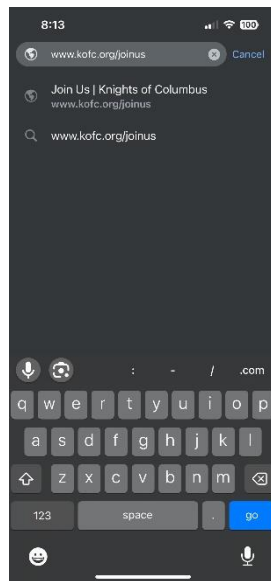 8:13
100
www.kofc.org/joinus
Cancel
Join Us | Knights of Columbus
www.kofc.org/joinus
www.kofc.org/joinus
: - / .com
q w e r t y u i o p
a s d f g h j k l
z x c v b n m
123 space . go